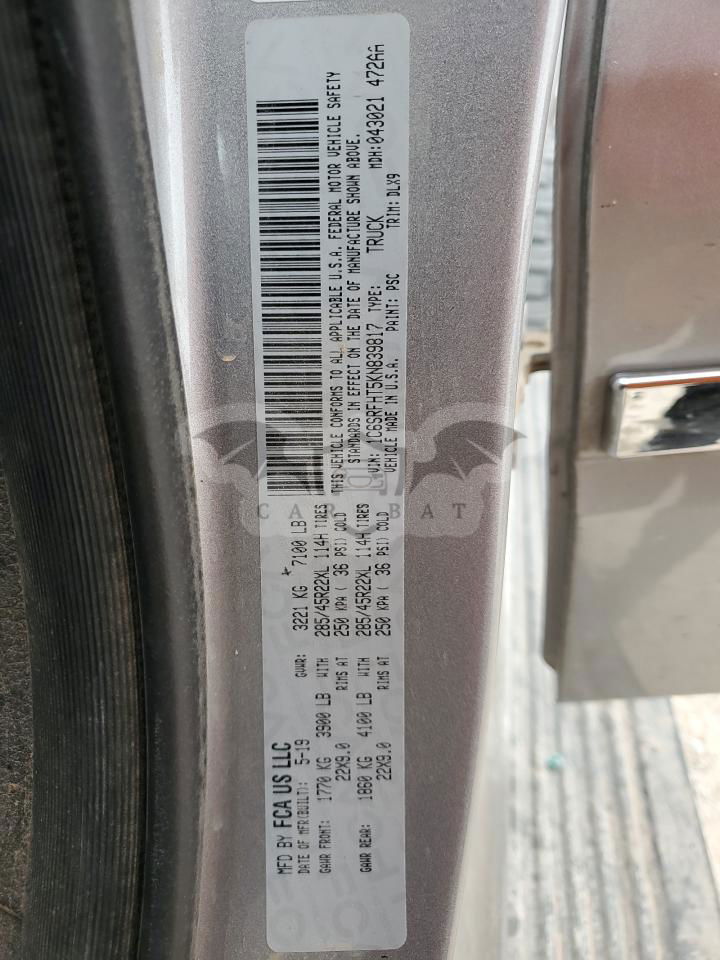 MFD BY FCA US LLC
DATE OF MFR(BUILT): 5-19 GVWR: 3221 KG * 7100 LB
GAWR FRONT: 1770 KG 3900 LB WITH 285/45R22XL 114H TIRES
22X9.0 RIMS AT 250 KPA ( 36 PSI) COLD
GAWR REAR: 1860 KG 4100 LB WITH 285/45R22XL 114H TIRES
22X9.0 RIMS AT 250 KPA ( 36 PSI) COLD
THIS VEHICLE CONFORMS TO ALL APPLICABLE U.S.A. FEDERAL MOTOR VEHICLE SAFETY
STANDARDS IN EFFECT ON THE DATE OF MANUFACTURE SHOWN ABOVE.
VIN: 1C6SRFHT5KN839817 TYPE: TRUCK MDH:043021 472AA
VEHICLE MADE IN U.S.A. PAINT: PSC TRIM: DLX9
CAR BAT